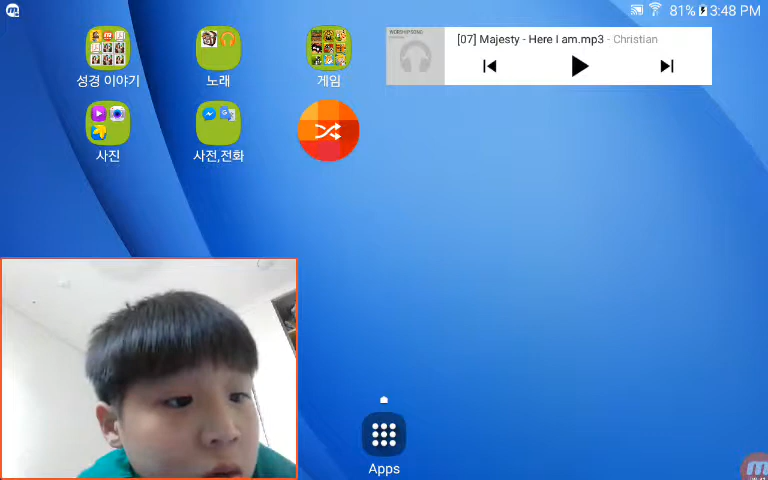 81% 3:48 PM
성경 이야기
노래
게임
[07] Majesty - Here I am.mp3 - Christian
사진
사전,전화
Apps